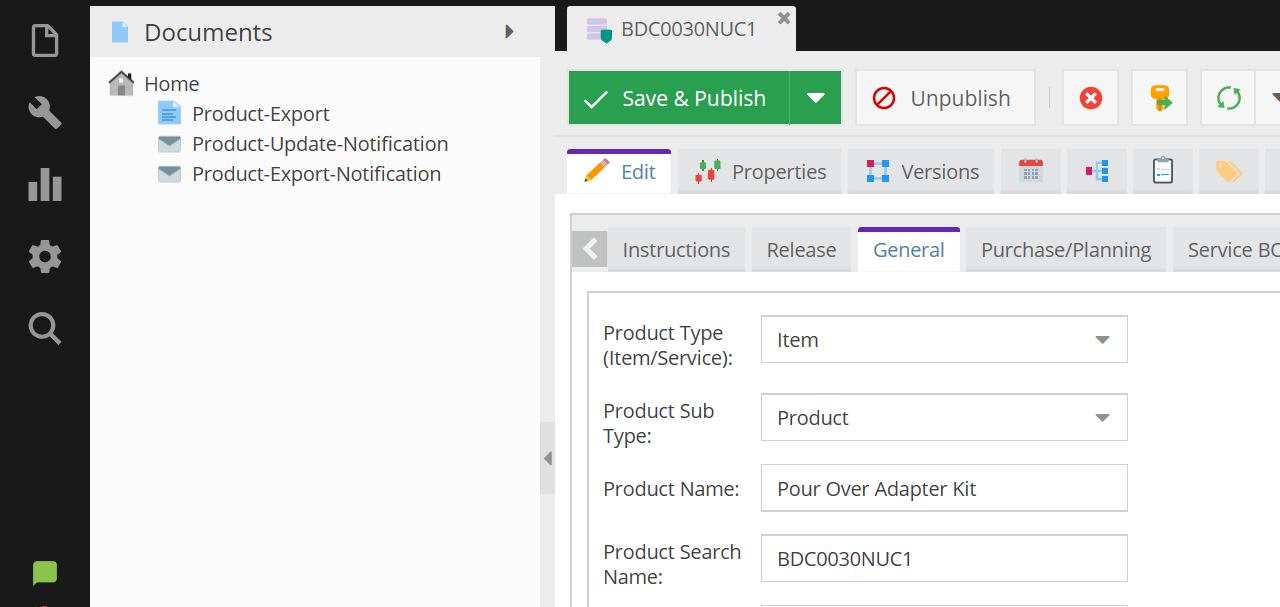 Documents
Home
Product-Export
Product-Update-Notification
Product-Export-Notification
BDC0030NUC1
Save & Publish
Unpublish
Edit
Properties
Versions
Instructions
Release
General
Purchase/Planning
Service BO
Product Type
(Item/Service):
Item
Product Sub
Type:
Product
Product Name:
Pour Over Adapter Kit
Product Search
Name:
BDC0030NUC1